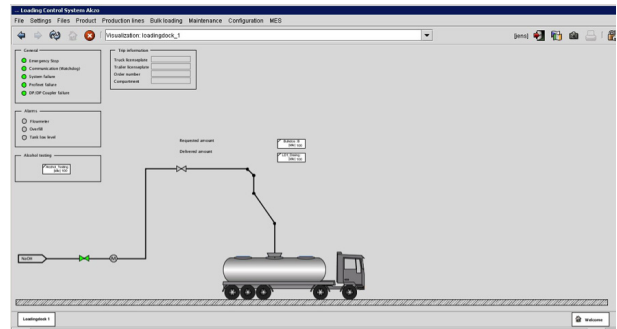 Loading Control System Akzo
File Settings Files Product Production lines Bulk loading Maintenance Configuration MES
Visualization: loadingdock_1
[jens]
General
Emergency Stop
Communication (Watchdog)
System Failure
Profinet failure
DP/DP Coupler failure
Trip information
Truck licenseplate
Trailer licenseplate
Order number
Compartment
Alarms
Flowmeter
Overfill
Tank low level
Requested amount
Delivered amount
Alcohol testing
NaOH
M
Loadingdock 1
Welcome